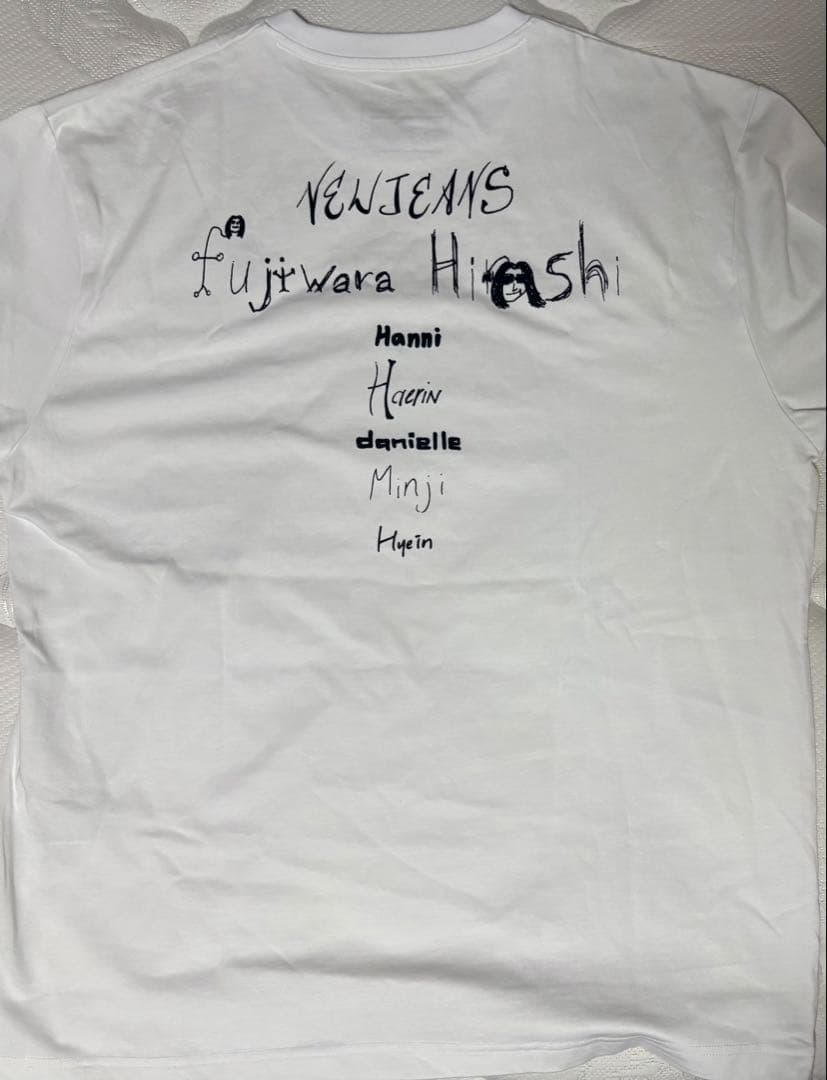 NEWJEANS
fujiwara Hiroshi
Hanni
Haerin
danielle
Minji
Hyein